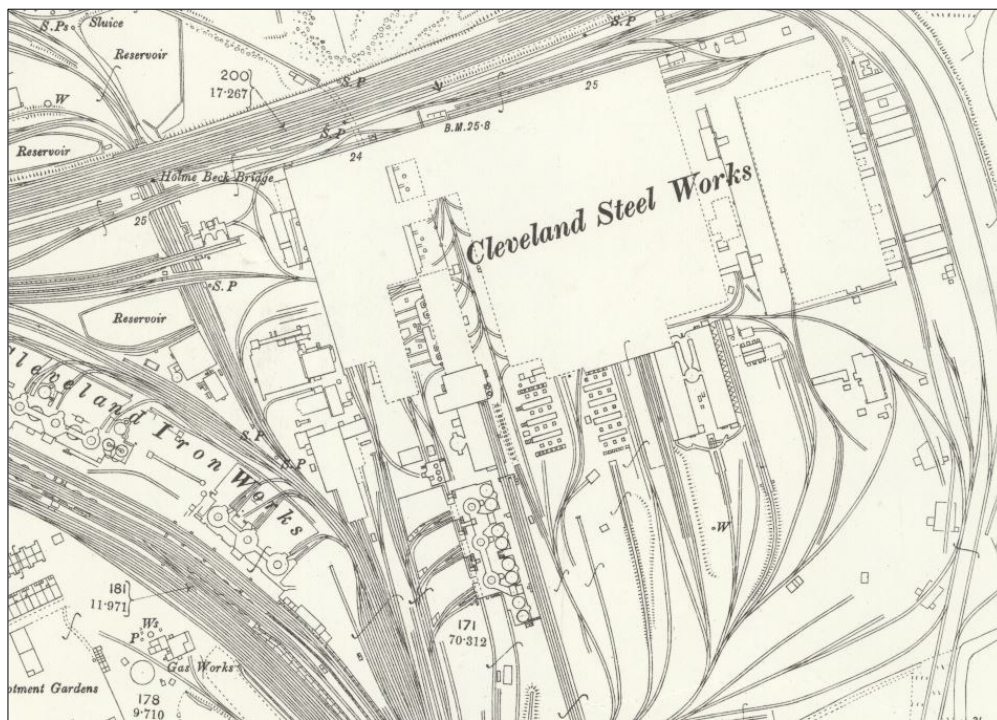 S.Ps
Sluice
Reservoir
S. P
200
17·267
S. P
25
W
S. P
B.M.25·8
Reservoir
24
Holme Beck Bridge
Cleveland Steel Works
25
S. P
Reservoir
Cleveland Iron Works
S. P
S. P
W
181
11·971
171
70·312
Ws
P
Gas Works
otment Gardens
178
9·710